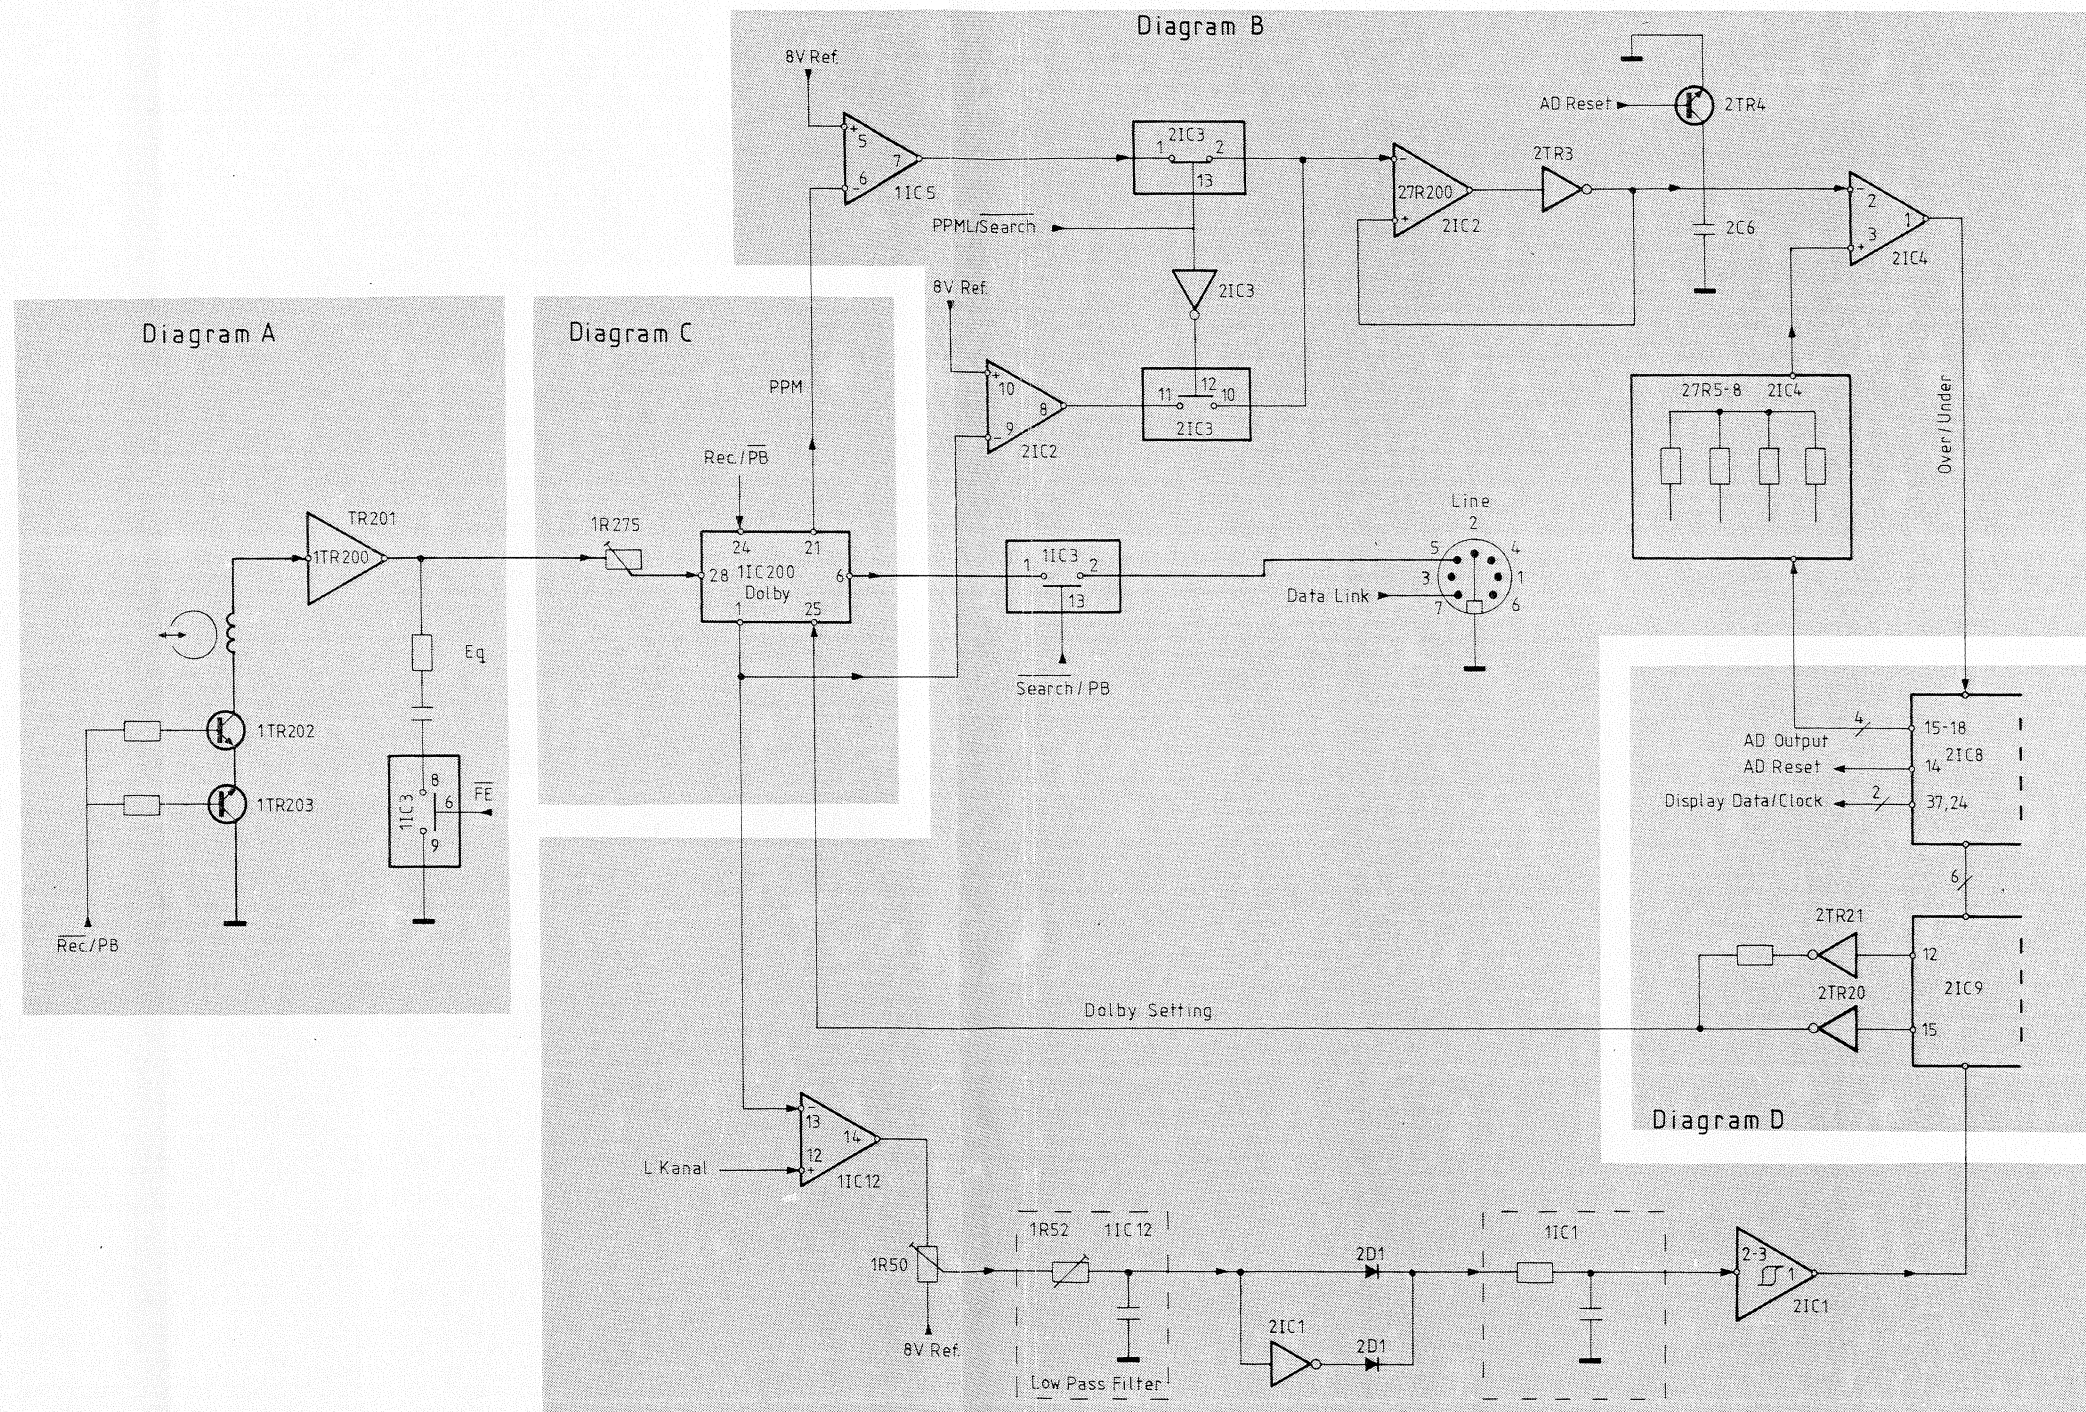 Diagram B
8V Ref.
+
5
7
-
6
1IC5
2IC3
1
2
13
PPML/Search
2IC3
8V Ref.
+
10
8
-
9
2IC2
12
11
10
2IC3
-
27R200
+
2IC2
2TR3
AD Reset
2TR4
2C6
-
2
1
3
+
2IC4
27R5-8
2IC4
Over/Under
Diagram A
TR201
1TR200
Eq
1TR202
1TR203
1IC3
8
6
9
FE
Rec/PB
Diagram C
PPM
Rec./PB
1R275
24
21
28
1IC200
6
Dolby
1
25
1IC3
1
2
13
Search/PB
Line
2
5
4
3
1
7
6
Data Link
4
15-18
AD Output
2IC8
AD Reset
14
Display Data/Clock
2
37,24
6
2TR21
12
2TR20
2IC9
15
Dolby Setting
Diagram D
-
13
14
12
+
L Kanal
1IC12
1R50
8V Ref.
1R52
1IC12
Low Pass Filter
2D1
2IC1
2D1
1IC1
2-3
1
2IC1